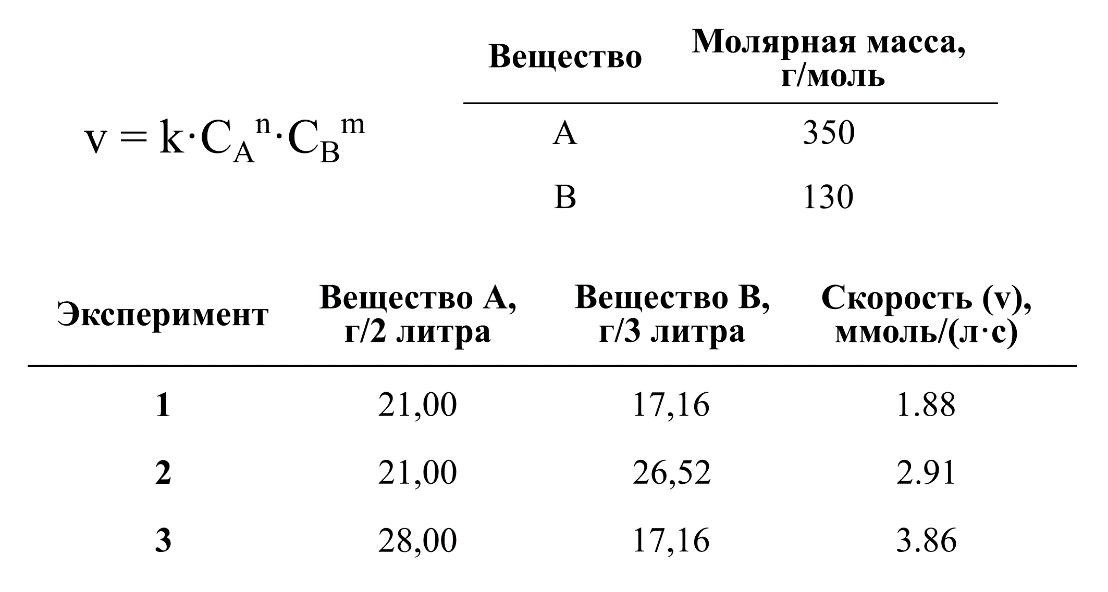 Вещество Молярная масса,
г/моль
v = k·C_A^n·C_B^m
A 350
B 130
Эксперимент Вещество A, Вещество B, Скорость (v),
г/2 литра г/3 литра ммоль/(л·с)
1 21,00 17,16 1.88
2 21,00 26,52 2.91
3 28,00 17,16 3.86